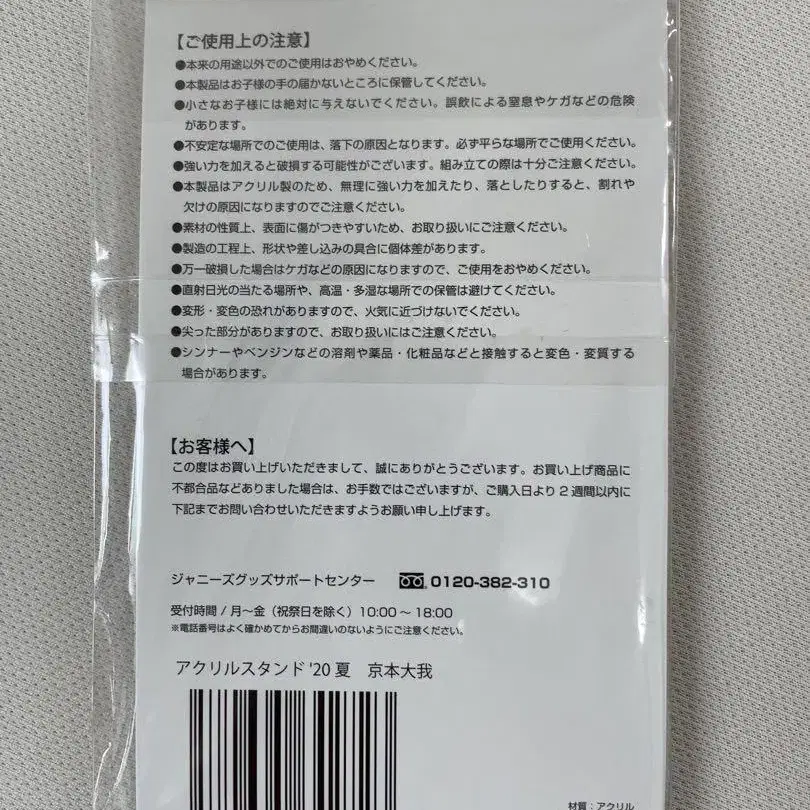 【ご使用上の注意】
●本来の用途以外でのご使用はおやめください。
●本製品はお子様の手の届かないところに保管してください。
●小さなお子様には絶対に与えないでください。誤飲による窒息やケガなどの危険
があります。
●不安定な場所でのご使用は、落下の原因となります。必ず平らな場所でご使用ください。
●強い力を加えると破損する可能性がございます。組み立ての際は十分ご注意ください。
●本製品はアクリル製のため、無理に強い力を加えたり、落としたりすると、割れや
欠けの原因になりますのでご注意ください。
●素材の性質上、表面に傷がつきやすいため、お取り扱いにご注意ください。
●製造の工程上、形状や差し込みの具合に個体差があります。
●万一破損した場合はケガなどの原因になりますので、ご使用をおやめください。
●直射日光の当たる場所や、高温・多湿な場所での保管は避けてください。
●変形・変色の恐れがありますので、火気に近づけないでください。
●尖った部分がありますので、お取り扱いにはご注意ください。
●シンナーやベンジンなどの溶剤や薬品・化粧品などと接触すると変色・変質する
場合があります。
【お客様へ】
この度はお買い上げいただきまして、誠にありがとうございます。お買い上げ商品に
不都合品などありました場合は、お手数ではございますが、ご購入日より2週間以内に
下記までお問い合わせいただきますようお願い申し上げます。
ジャニーズグッズサポートセンター 0120-382-310
受付時間/月〜金(祝祭日を除く)10:00〜18:00
※電話番号はよく確かめてからお間違いのないようにご注意ください。
アクリルスタンド'20夏 京本大我
材質:アクリル